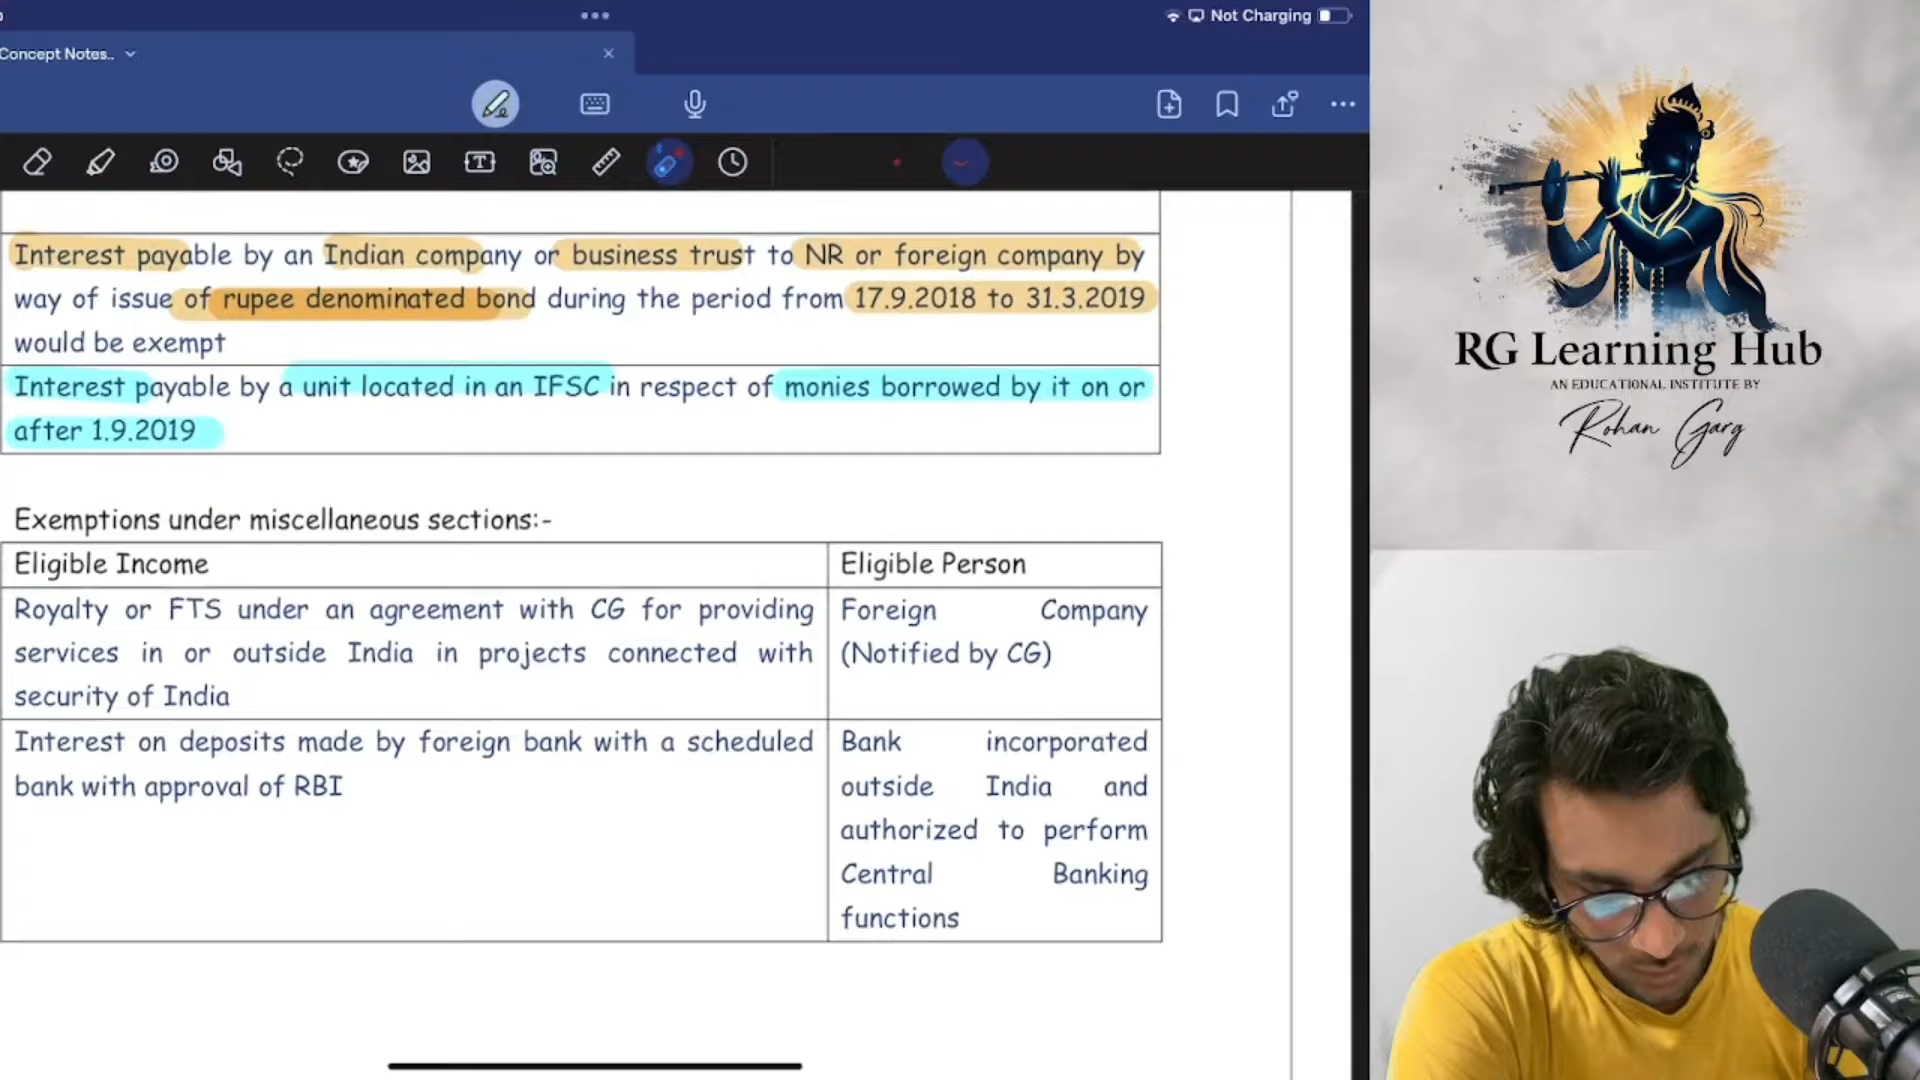 Not Charging
Concept Notes..
Interest payable by an Indian company or business trust to NR or foreign company by
way of issue of rupee denominated bond during the period from 17.9.2018 to 31.3.2019
would be exempt
Interest payable by a unit located in an IFSC in respect of monies borrowed by it on or
after 1.9.2019
Exemptions under miscellaneous sections:-
Eligible Income
Eligible Person
Royalty or FTS under an agreement with CG for providing
services in or outside India in projects connected with
security of India
Foreign Company
(Notified by CG)
Interest on deposits made by foreign bank with a scheduled
bank with approval of RBI
Bank incorporated
outside India and
authorized to perform
Central Banking
functions
RG Learning Hub
AN EDUCATIONAL INSTITUTE BY
Rohan Garg